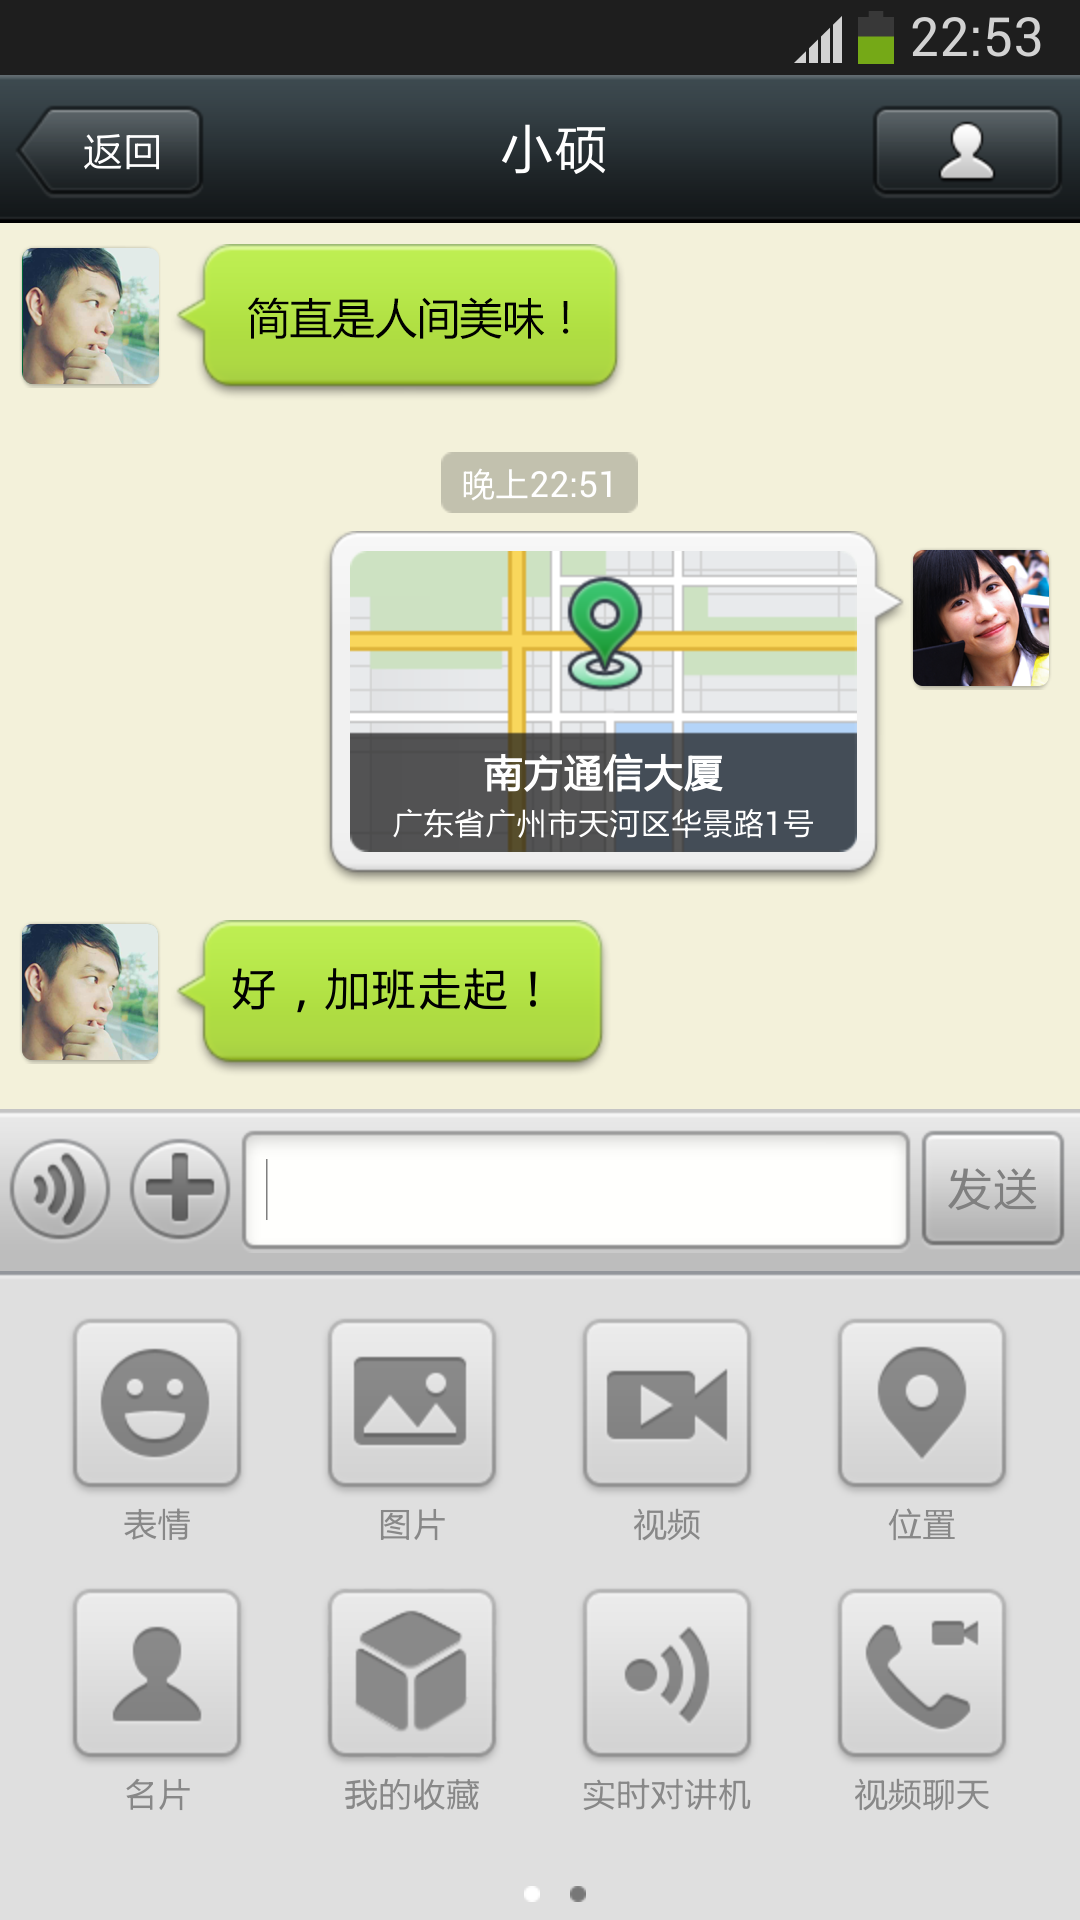 22:53
返回
小硕
简直是人间美味！
晚上22:51
南方通信大厦
广东省广州市天河区华景路1号
好，加班走起！
发送
表情
图片
视频
位置
名片
我的收藏
实时对讲机
视频聊天